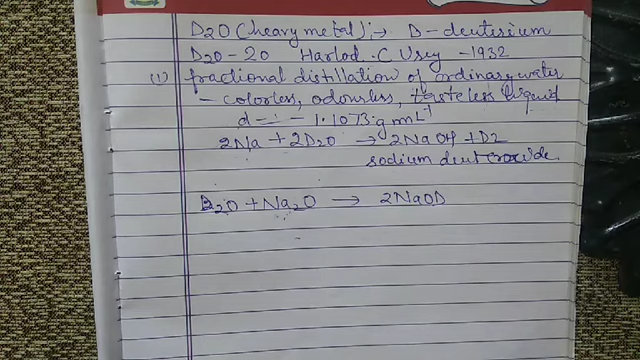 D2O (heavy metal) :→ D - deuterium
D2O - 20 Harlod .C Urey - 1932
(1) fractional distillation of ordinary water
- colorless, odourless, tasteless liquid
d = :- - 1.1073 g mL⁻¹
2Na + 2D2O → 2NaOH + D2
sodium deuteroxide.
D2O + Na2O → 2NaOD